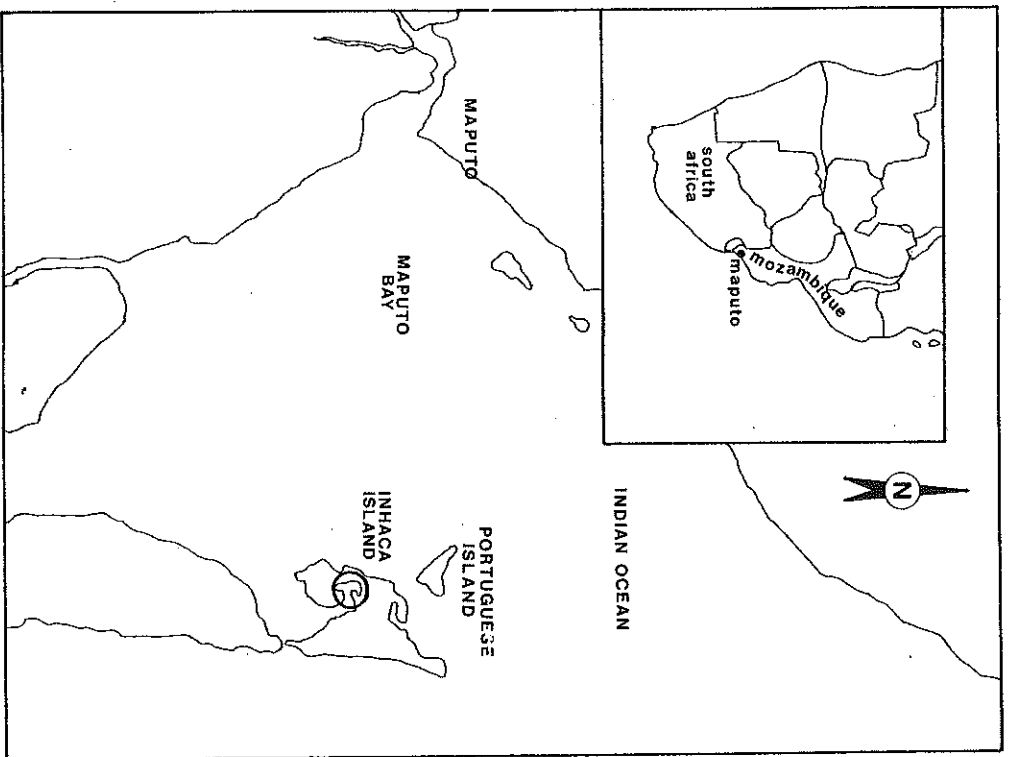 south
africa
mozambique
maputo
N
MAPUTO
MAPUTO
BAY
INDIAN OCEAN
PORTUGUESE
ISLAND
INHACA
ISLAND